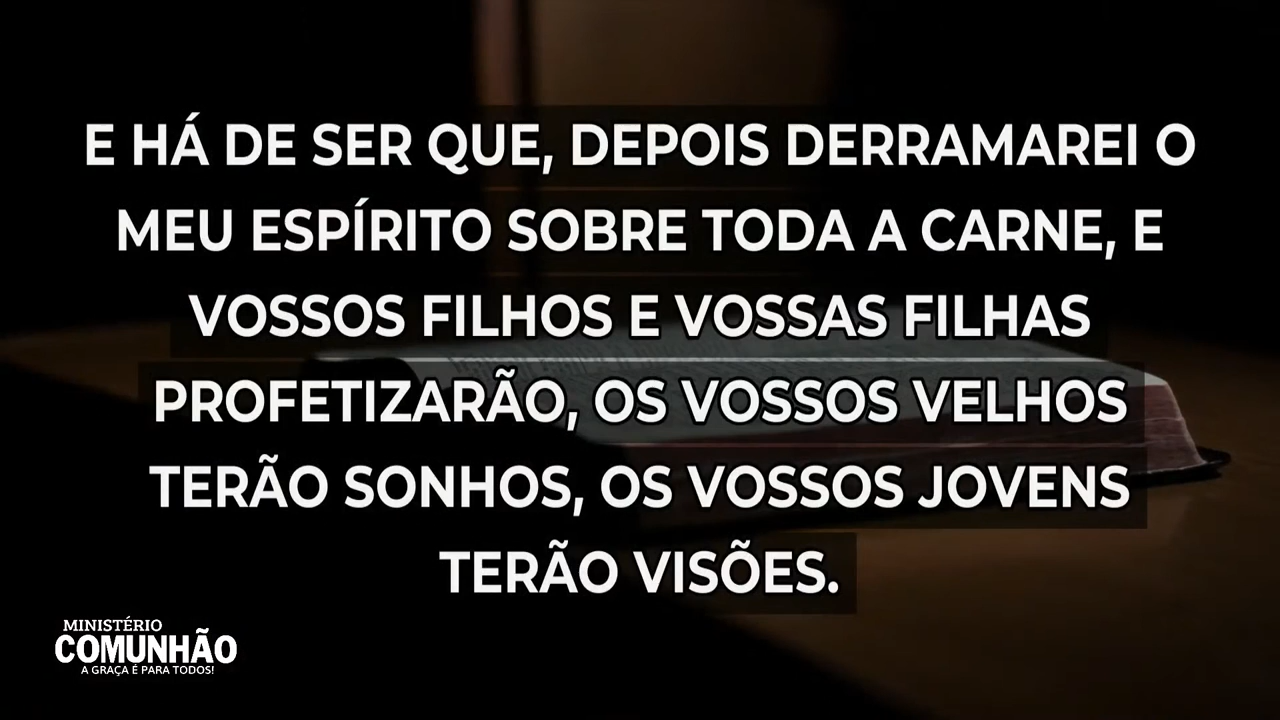 E HÁ DE SER QUE, DEPOIS DERRAMAREI O
MEU ESPÍRITO SOBRE TODA A CARNE, E
VOSSOS FILHOS E VOSSAS FILHAS
PROFETIZARÃO, OS VOSSOS VELHOS
TERÃO SONHOS, OS VOSSOS JOVENS
TERÃO VISÕES.
MINISTÉRIO
COMUNHÃO
A GRAÇA É PARA TODOS!